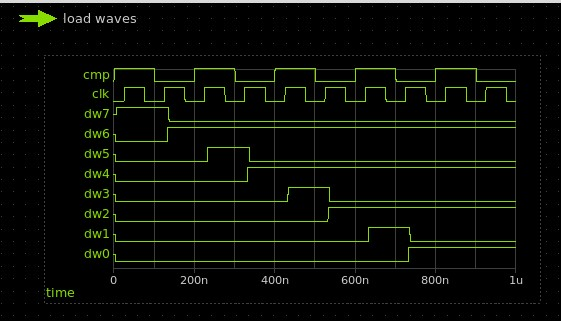 load waves
cmp
clk
dw7
dw6
dw5
dw4
dw3
dw2
dw1
dw0
0 200n 400n 600n 800n 1u
time